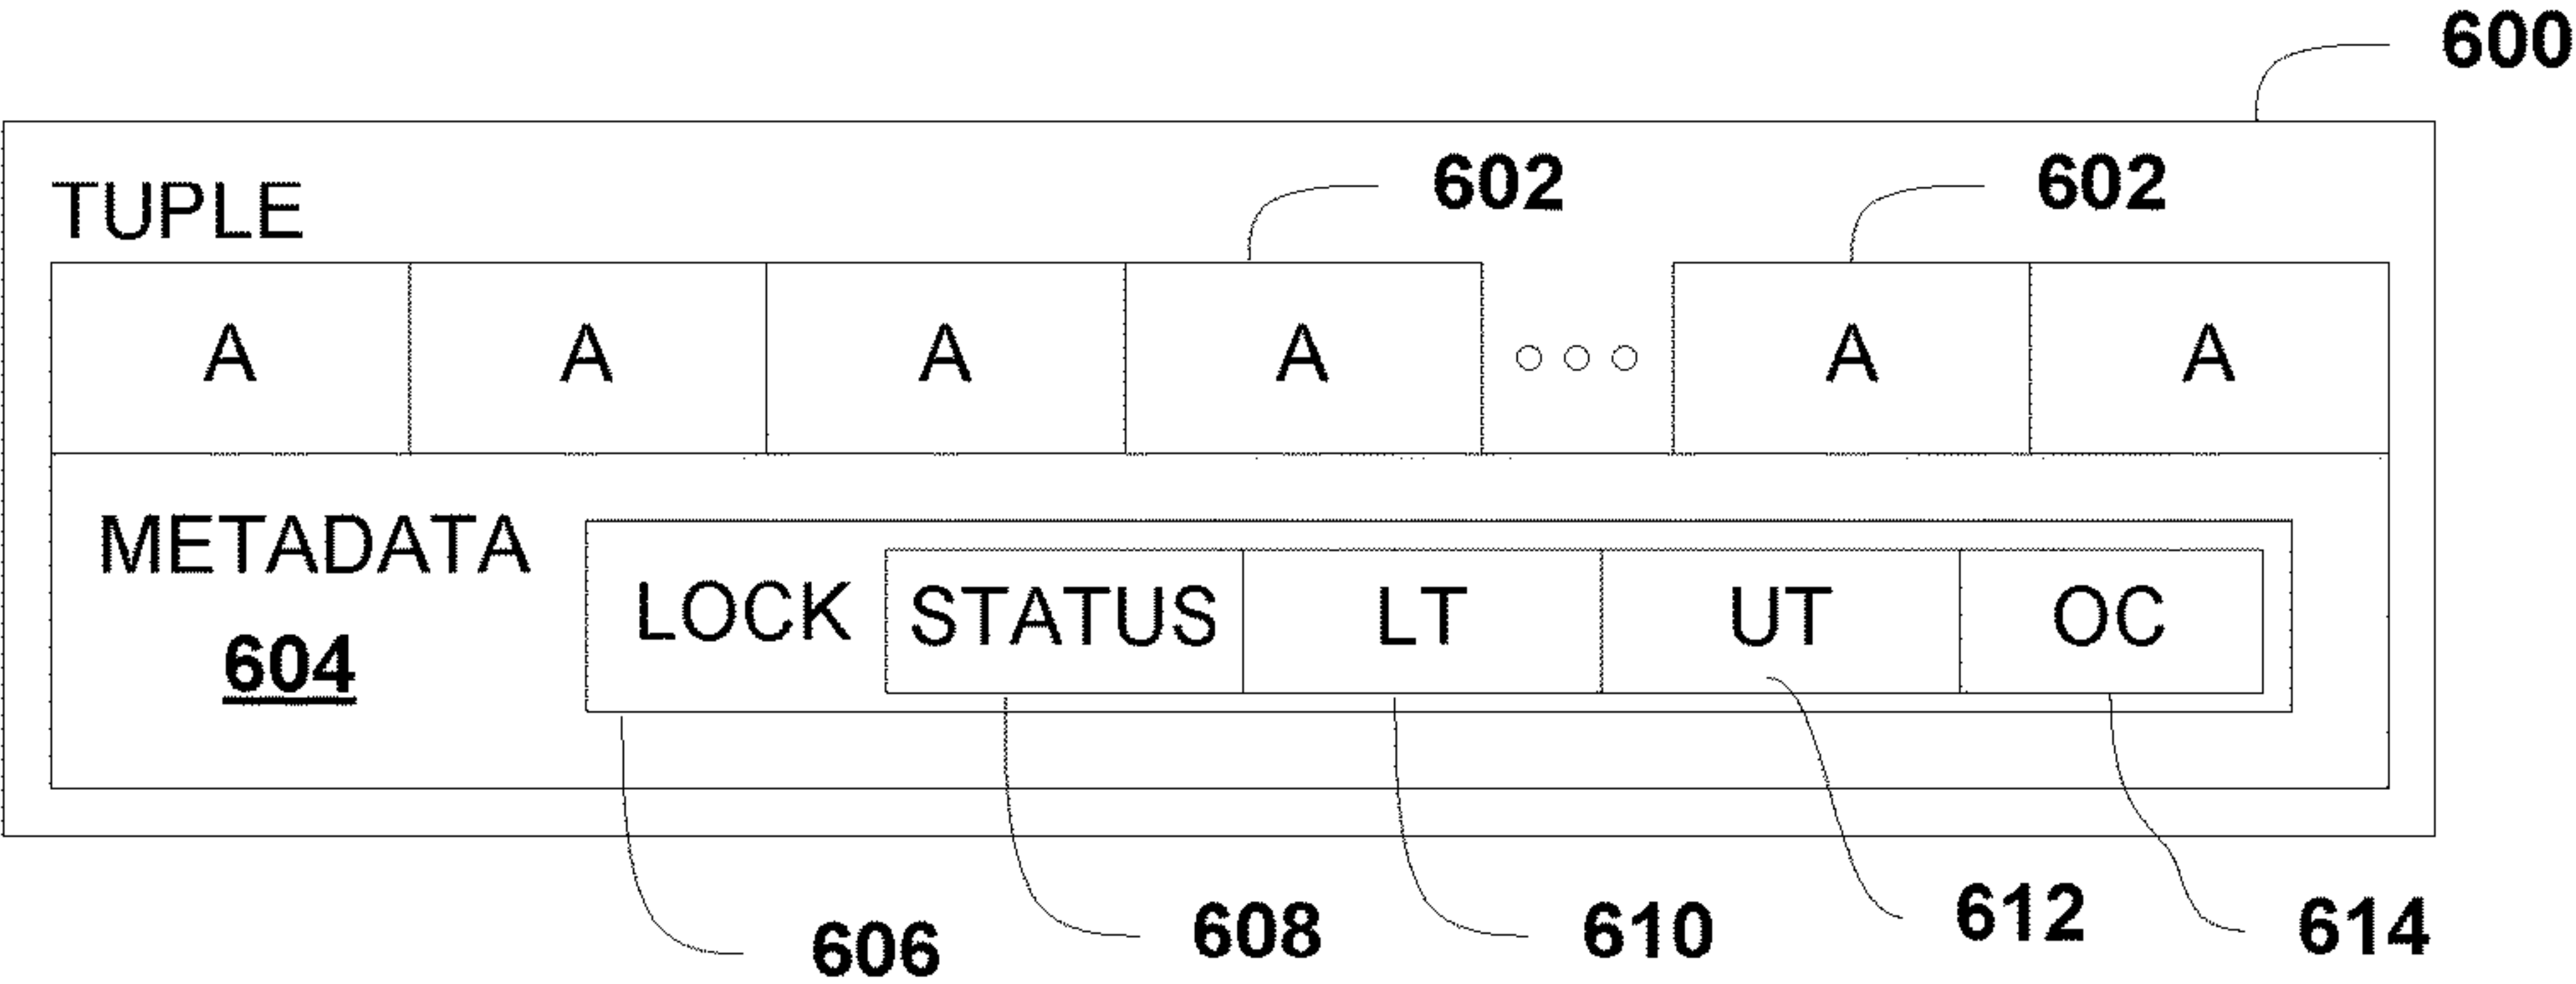 600
602 602
TUPLE
A A A A A A
METADATA
604
LOCK STATUS LT UT OC
606 608 610 612 614